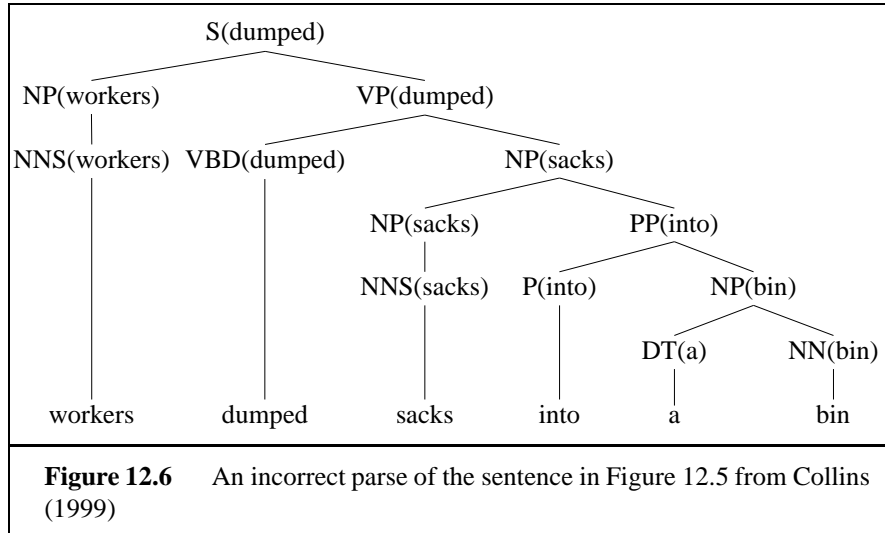 S(dumped)
NP(workers) VP(dumped)
NNS(workers) VBD(dumped) NP(sacks)
NP(sacks) PP(into)
NNS(sacks) P(into) NP(bin)
DT(a) NN(bin)
workers dumped sacks into a bin
Figure 12.6 An incorrect parse of the sentence in Figure 12.5 from Collins
(1999)